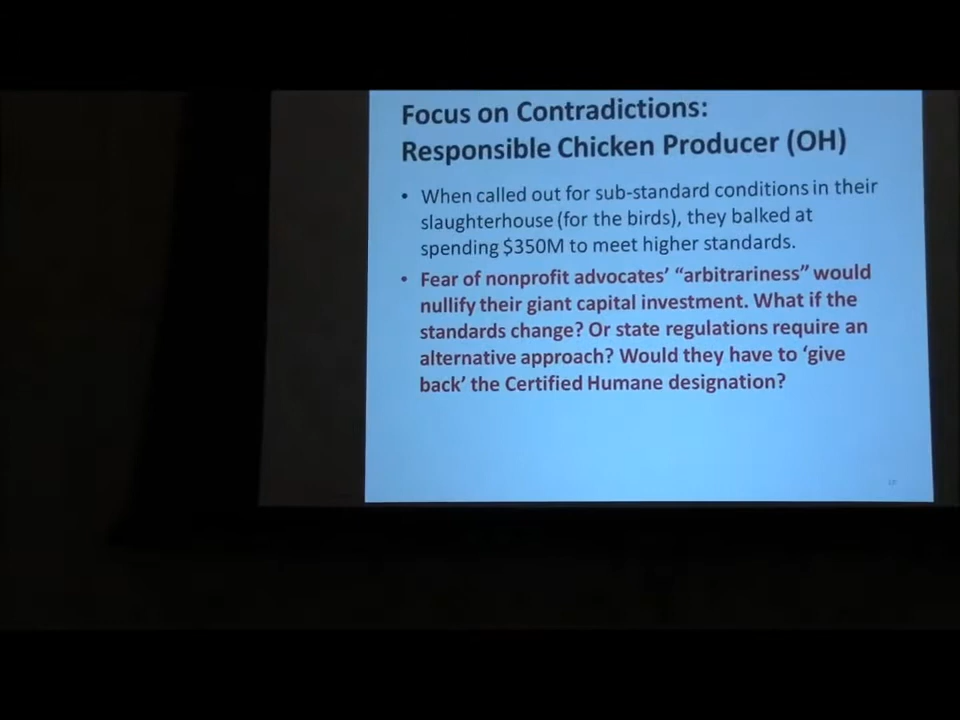 Focus on Contradictions:
Responsible Chicken Producer (OH)
• When called out for sub-standard conditions in their
slaughterhouse (for the birds), they balked at
spending $350M to meet higher standards.
• Fear of nonprofit advocates’ “arbitrariness” would
nullify their giant capital investment. What if the
standards change? Or state regulations require an
alternative approach? Would they have to ‘give
back’ the Certified Humane designation?